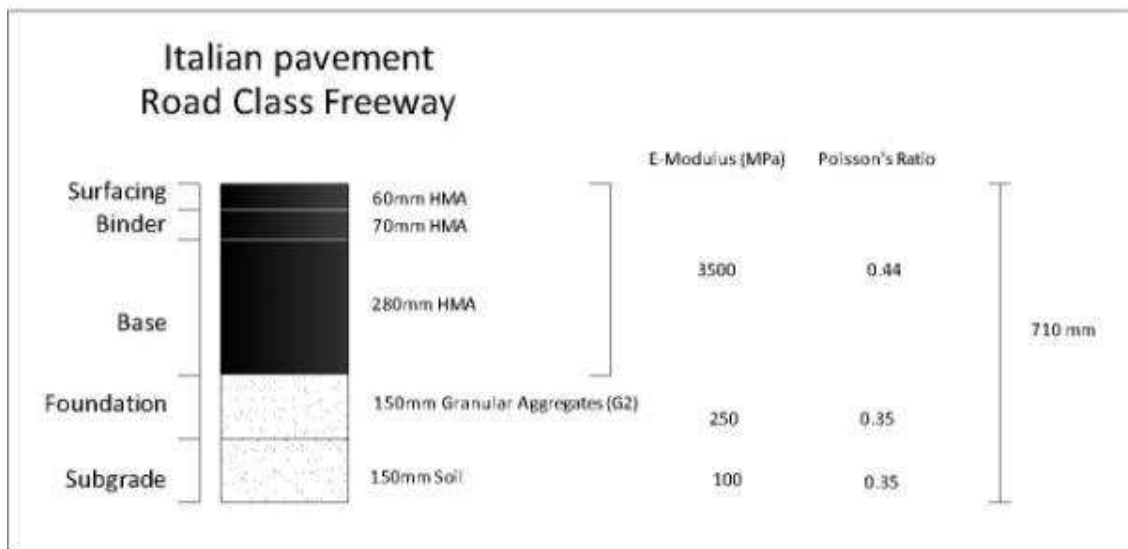 Italian pavement
Road Class Freeway
E-Modulus (MPa) Poisson's Ratio
Surfacing 60mm HMA
Binder 70mm HMA
3500 0.44
Base 280mm HMA
710 mm
Foundation 150mm Granular Aggregates (G2) 250 0.35
Subgrade 150mm Soil 100 0.35